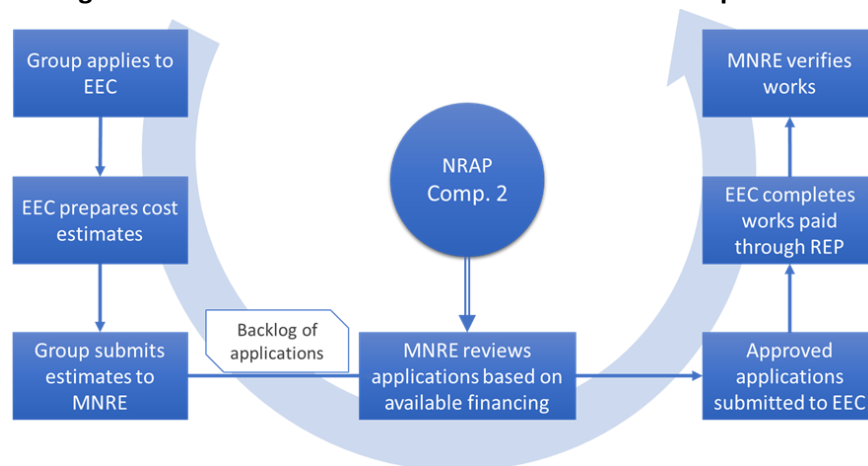 Group applies to
EEC
EEC prepares cost
estimates
Group submits
estimates to
MNRE
Backlog of
applications
NRAP
Comp. 2
MNRE reviews
applications based on
available financing
Approved
applications
submitted to EEC
EEC completes
works paid
through REP
MNRE verifies
works